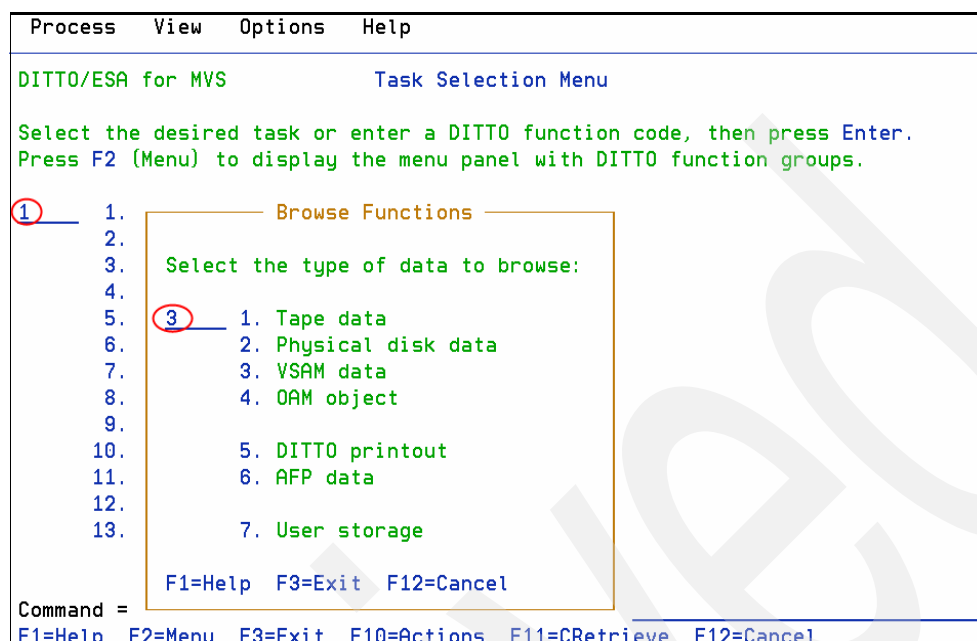 Process View Options Help
DITTO/ESA for MVS Task Selection Menu
Select the desired task or enter a DITTO function code, then press Enter.
Press F2 (Menu) to display the menu panel with DITTO function groups.
1 1. Browse Functions
2.
3. Select the type of data to browse:
4.
5. 3 1. Tape data
6. 2. Physical disk data
7. 3. VSAM data
8. 4. OAM object
9.
10. 5. DITTO printout
11. 6. AFP data
12.
13. 7. User storage
F1=Help F3=Exit F12=Cancel
Command =
F1=Help F2=Menu F3=Exit F10=Actions F11=CRetrieve F12=Cancel